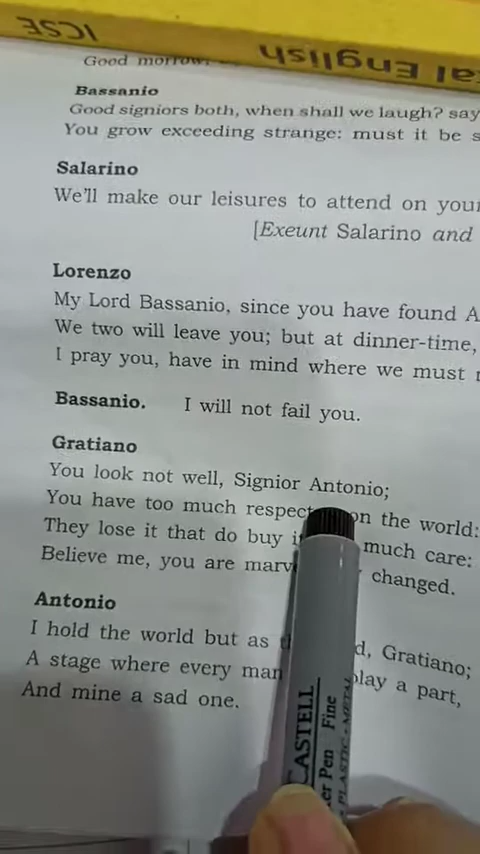 ICSE
English
Good morrow,
Bassanio
Good signiors both, when shall we laugh? say
You grow exceeding strange: must it be
Salarino
We'll make our leisures to attend on
[Exeunt Salarino and
Lorenzo
My Lord Bassanio, since you have found
We two will leave you; but at dinner-time,
I pray you, have in mind where we must
Bassanio. I will not fail you.
Gratiano
You look not well, Signior Antonio;
You have too much respect on the world:
They lose it that do buy much care:
Believe me, you are changed.
Antonio
I hold the world but as Gratiano;
A stage where every man play a part,
And mine a sad one.
CASTELL
Pen Fine
PLASTIC - METAL